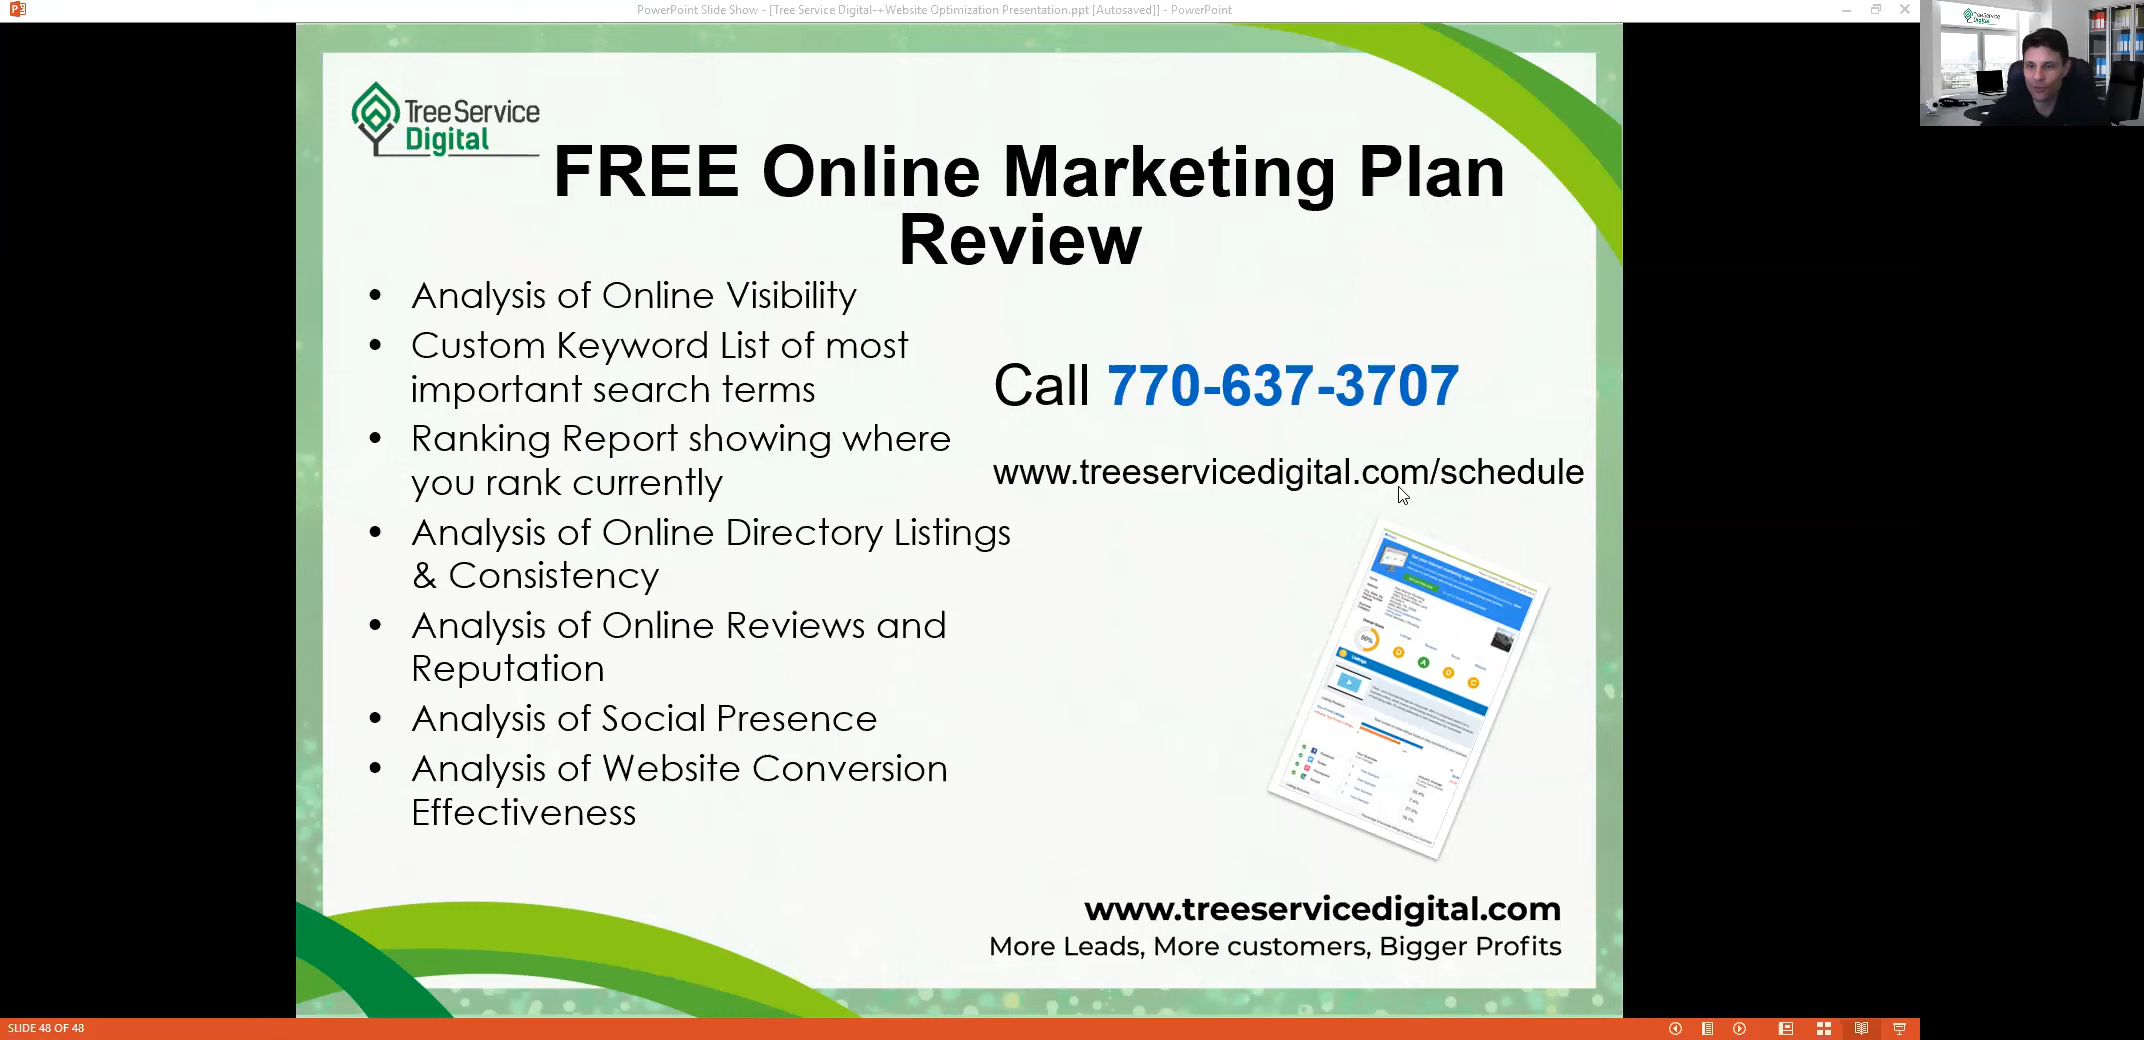 PowerPoint Slide Show - [Tree Service Digital-+Website Optimization Presentation.ppt [Autosaved]] - PowerPoint
Tree Service
Digital
FREE Online Marketing Plan
Review
• Analysis of Online Visibility
• Custom Keyword List of most
important search terms
• Ranking Report showing where
you rank currently
• Analysis of Online Directory Listings
& Consistency
• Analysis of Online Reviews and
Reputation
• Analysis of Social Presence
• Analysis of Website Conversion
Effectiveness
Call 770-637-3707
www.treeservicedigital.com/schedule
www.treeservicedigital.com
More Leads, More customers, Bigger Profits
SLIDE 48 OF 48